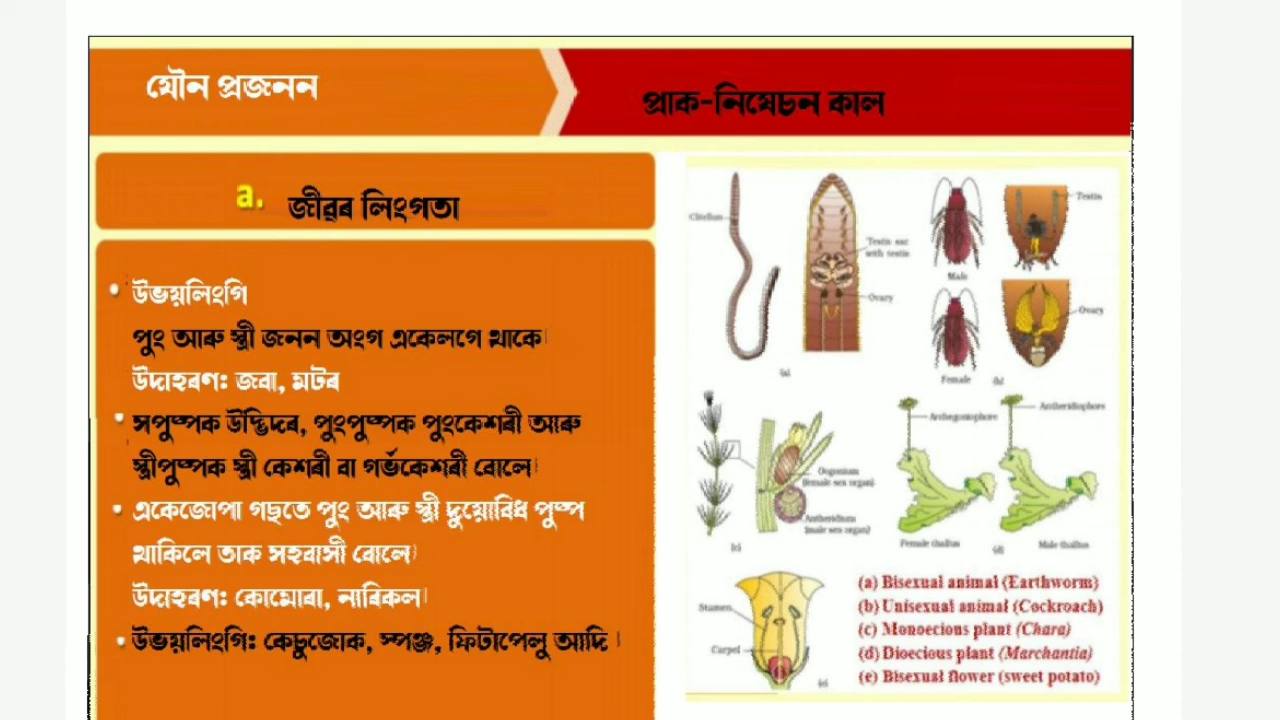 যৌন প্ৰজনন
প্ৰাক-নিষেচন কাল
a. জীৱৰ লিংগতা
• উভয়লিংগি
পুং আৰু স্ত্ৰী জনন অংগ একেলগে থাকে।
উদাহৰণঃ জবা, মটৰ
• সপুষ্পক উদ্ভিদৰ, পুংপুষ্পক পুংকেশৰী আৰু
স্ত্ৰীপুষ্পক স্ত্ৰী কেশৰী বা গৰ্ভকেশৰী বোলে।
• একেজোপা গছতে পুং আৰু স্ত্ৰী দুয়োবিধ পুষ্প
থাকিলে তাক সহবাসী বোলে।
উদাহৰণঃ কোমোৰা, নাৰিকল।
• উভয়লিংগিঃ কেচুজোক, স্পঞ্জ, ফিটাপেলু আদি।
Clitellum
Testis sac
with testis
Ovary
(a)
Male
Testis
Female
Ovary
(b)
Oogonium
(female sex organ)
Antheridium
(male sex organ)
(c)
Archegoniophore
Antheridiophore
Female thallus
(d)
Male thallus
Stamen
Carpel
(e)
(a) Bisexual animal (Earthworm)
(b) Unisexual animal (Cockroach)
(c) Monoecious plant (Chara)
(d) Dioecious plant (Marchantia)
(e) Bisexual flower (sweet potato)